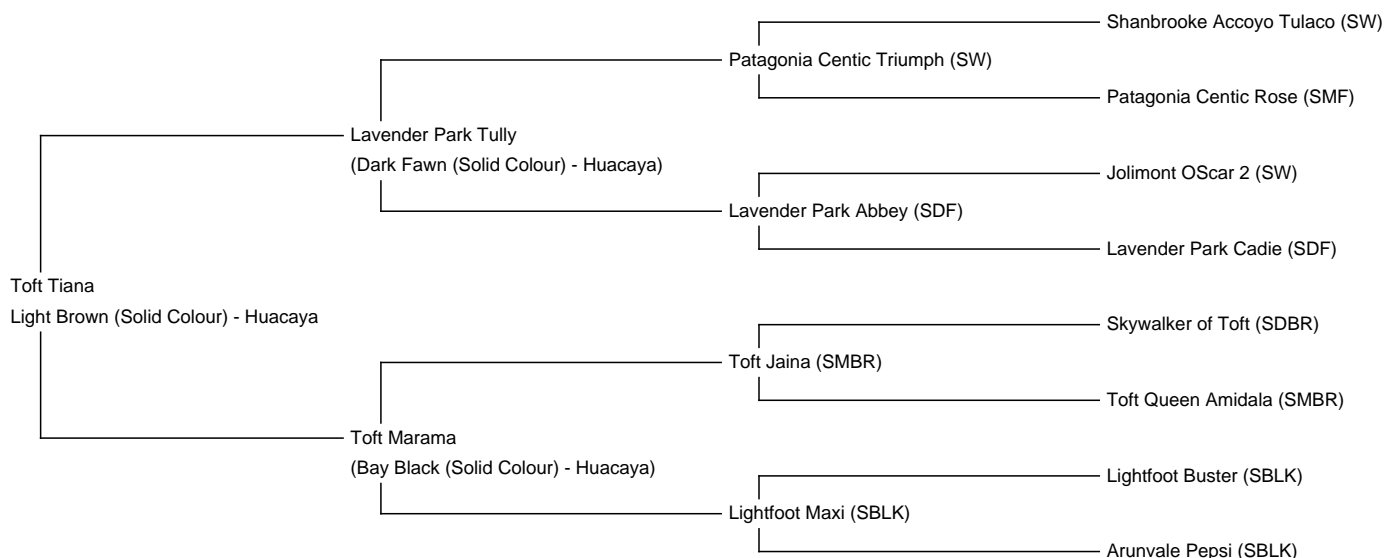 Shanbrooke Accoyo Tulaco (SW)
Patagonia Centic Triumph (SW)
Patagonia Centic Rose (SMF)
Lavender Park Tully
(Dark Fawn (Solid Colour) - Huacaya)
Jolimont OScar 2 (SW)
Lavender Park Abbey (SDF)
Lavender Park Cadie (SDF)
Toft Tiana
Light Brown (Solid Colour) - Huacaya
Skywalker of Toft (SDBR)
Toft Jaina (SMBR)
Toft Queen Amidala (SMBR)
Toft Marama
(Bay Black (Solid Colour) - Huacaya)
Lightfoot Buster (SBLK)
Lightfoot Maxi (SBLK)
Arunvale Pepsi (SBLK)